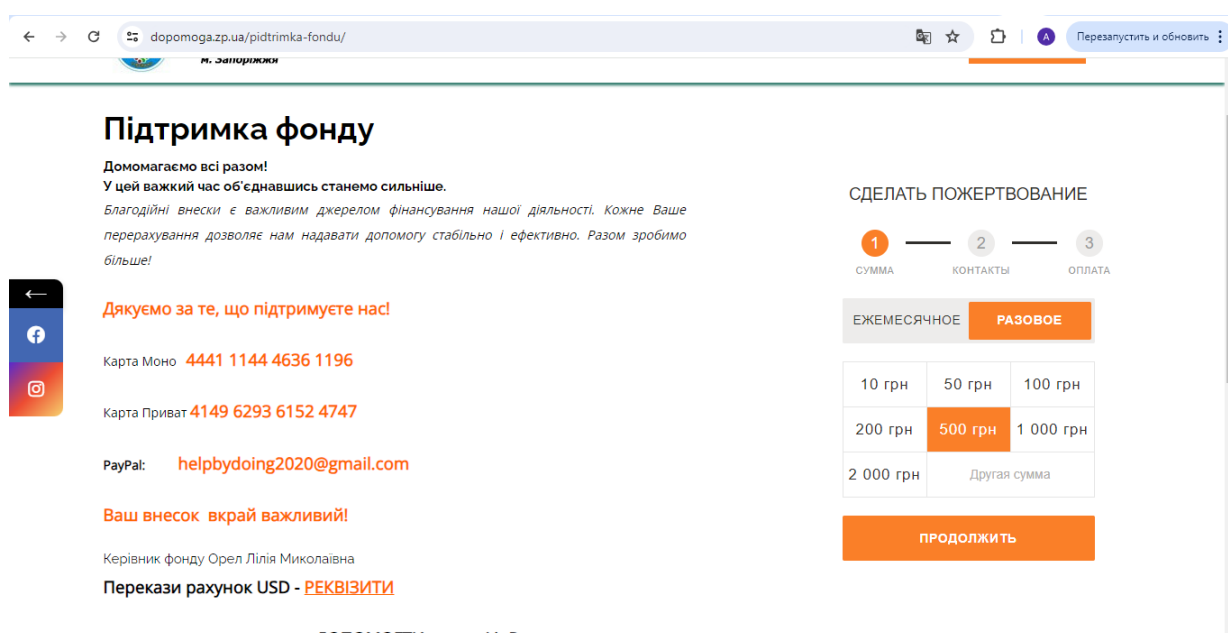 dopomoga.zp.ua/pidtrimka-fondu/
A
Перезапустить и обновить
м. Запоріжжя
Підтримка фонду
Домомагаємо всі разом!
У цей важкий час об'єднавшись станемо сильніше.
Благодійні внески є важливим джерелом фінансування нашої діяльності. Кожне Ваше
перерахування дозволяє нам надавати допомогу стабільно і ефективно. Разом зробимо
більше!
Дякуємо за те, що підтримуєте нас!
Карта Моно 4441 1144 4636 1196
Карта Приват 4149 6293 6152 4747
PayPal: helpbydoing2020@gmail.com
Ваш внесок вкрай важливий!
Керівник фонду Орел Лілія Миколаївна
Перекази рахунок USD - РЕКВІЗИТИ
СДЕЛАТЬ ПОЖЕРТВОВАНИЕ
1 2 3
СУММА КОНТАКТЫ ОПЛАТА
ЕЖЕМЕСЯЧНОЕ РАЗОВОЕ
10 грн 50 грн 100 грн
200 грн 500 грн 1 000 грн
2 000 грн Другая сумма
ПРОДОЛЖИТЬ